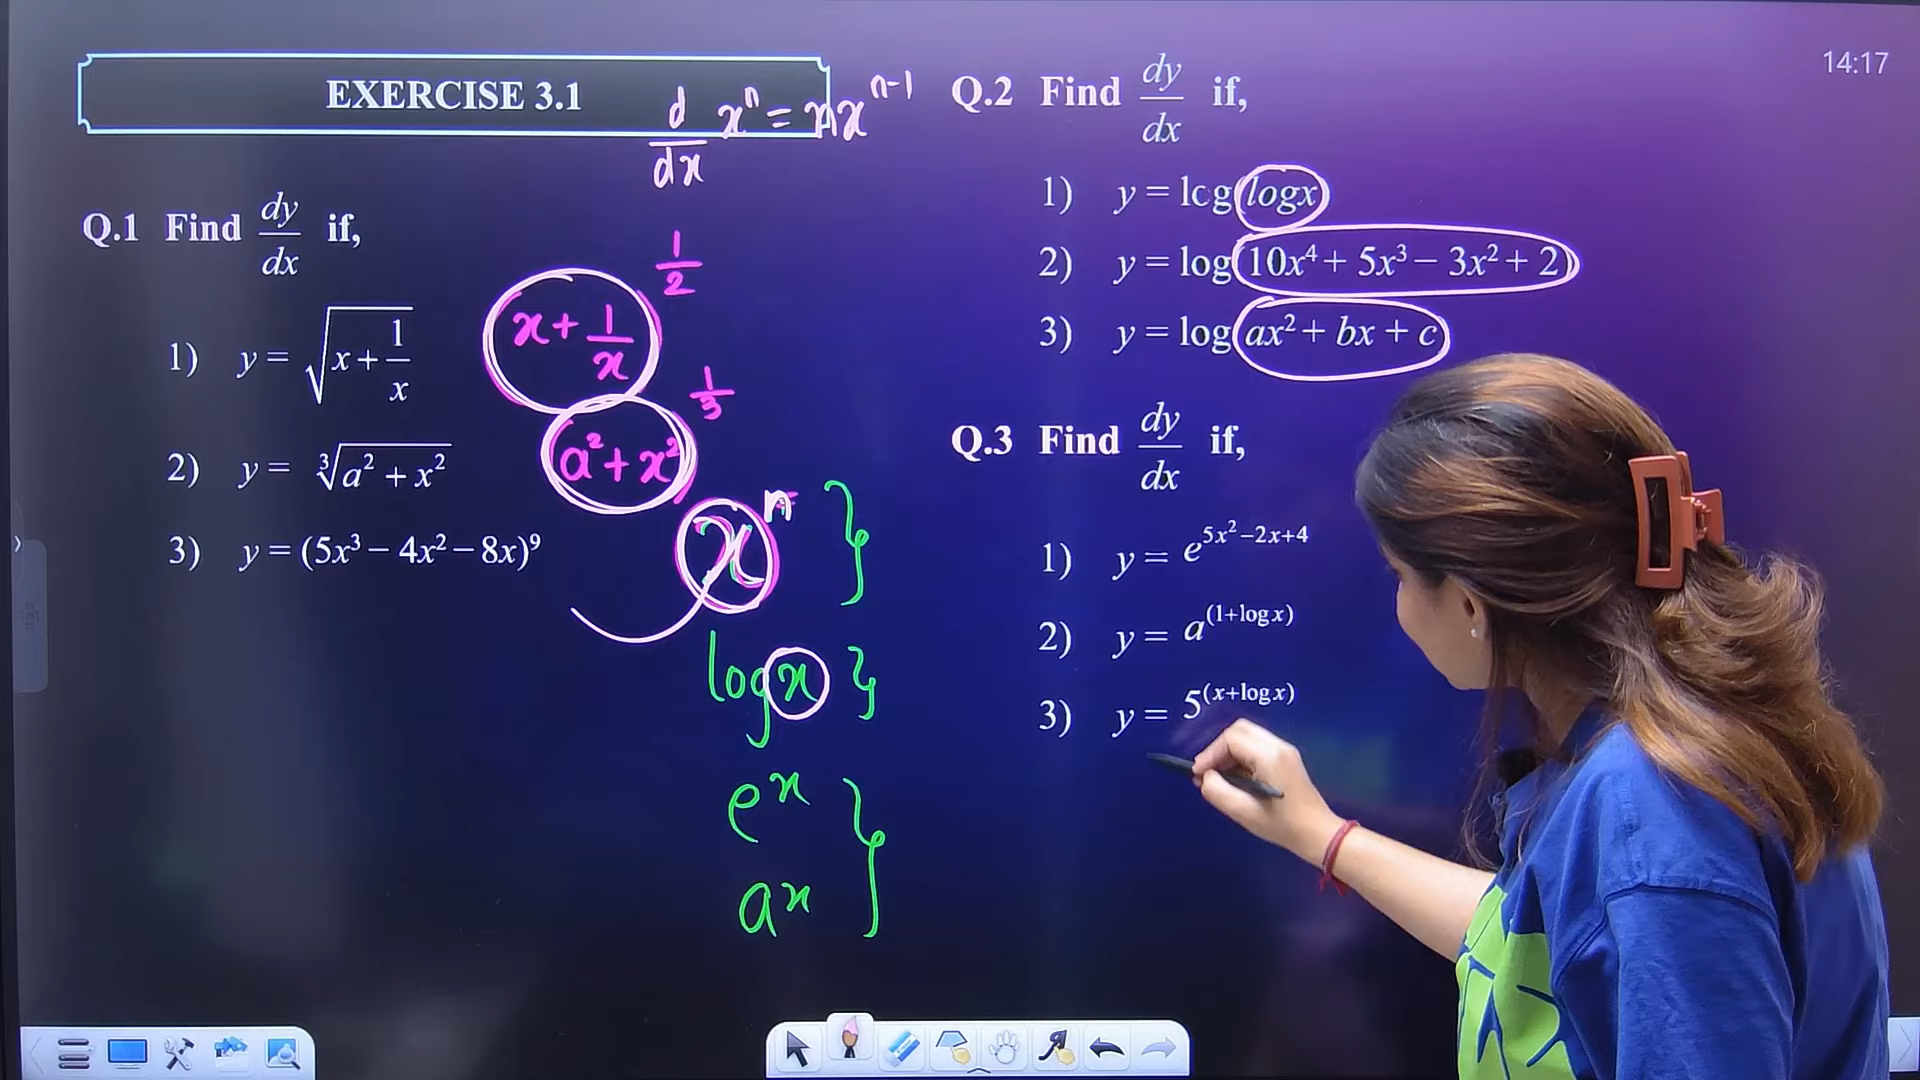 EXERCISE 3.1
d/dx xⁿ = nxⁿ⁻¹
Q.1 Find dy/dx if,
1) y = √(x + 1/x)
(x + 1/x) 1/2
2) y = ∛(a² + x²)
(a² + x²) 1/3
3) y = (5x³ – 4x² – 8x)⁹
xⁿ
log x
eˣ
aˣ
14:17
Q.2 Find dy/dx if,
1) y = log logx
2) y = log(10x⁴ + 5x³ – 3x² + 2)
3) y = log(ax² + bx + c)
Q.3 Find dy/dx if,
1) y = e^5x²–2x+4
2) y = a^(1+logx)
3) y = 5^(x+logx)